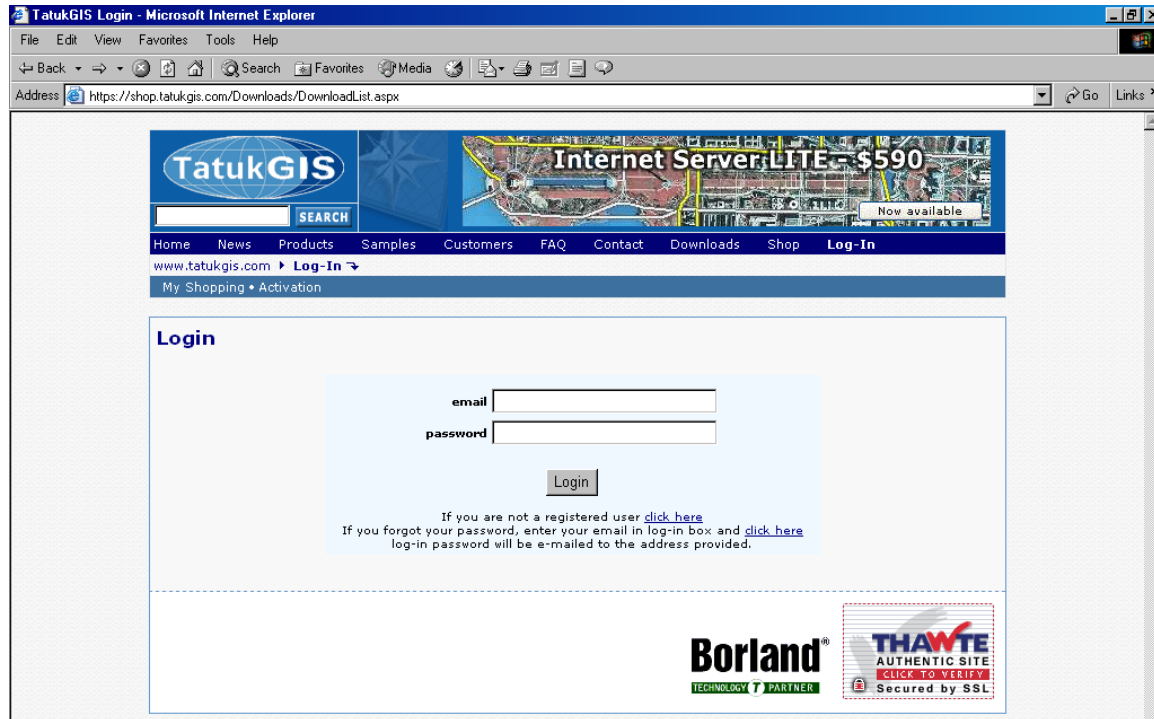 TatukGIS Login - Microsoft Internet Explorer
File Edit View Favorites Tools Help
Back Search Favorites Media
Address https://shop.tatukgis.com/Downloads/DownloadList.aspx Go Links
TatukGIS
Internet Server LITE - $590
Now available
SEARCH
Home News Products Samples Customers FAQ Contact Downloads Shop Log-In
www.tatukgis.com Log-In
My Shopping • Activation
Login
email
password
Login
If you are not a registered user click here
If you forgot your password, enter your email in log-in box and click here
log-in password will be e-mailed to the address provided.
Borland®
TECHNOLOGY T PARTNER
THAWTE
AUTHENTIC SITE
CLICK TO VERIFY
Secured by SSL